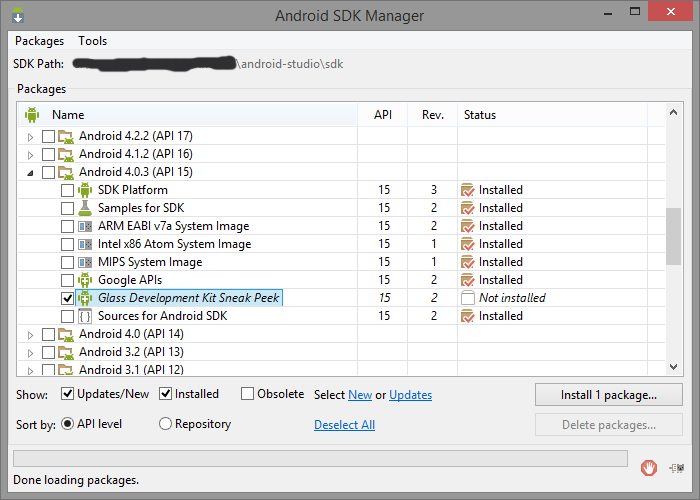 Android SDK Manager
Packages Tools
SDK Path: \android-studio\sdk
Packages
Name API Rev. Status
Android 4.2.2 (API 17)
Android 4.1.2 (API 16)
Android 4.0.3 (API 15)
SDK Platform 15 3 Installed
Samples for SDK 15 2 Installed
ARM EABI v7a System Image 15 2 Installed
Intel x86 Atom System Image 15 1 Installed
MIPS System Image 15 1 Installed
Google APIs 15 2 Installed
Glass Development Kit Sneak Peek 15 2 Not installed
Sources for Android SDK 15 2 Installed
Android 4.0 (API 14)
Android 3.2 (API 13)
Android 3.1 (API 12)
Show: Updates/New Installed Obsolete Select New or Updates Install 1 package...
Sort by: API level Repository Deselect All Delete packages...
Done loading packages.